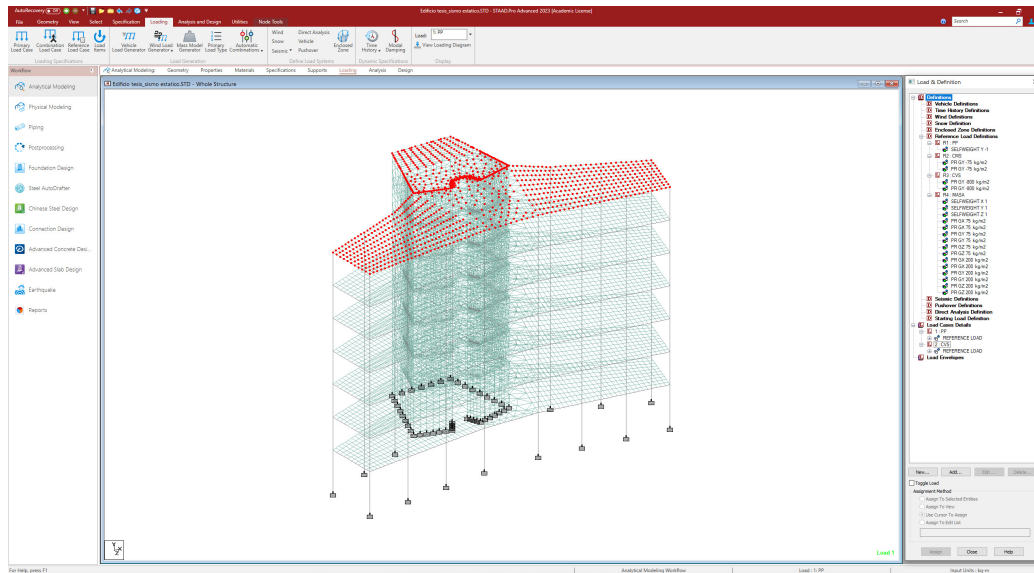 AutoRecovery Off
Edificio tesis_sismo estatico.STD - STAAD.Pro Advanced 2023 [Academic License]
File Geometry View Select Specification Loading Analysis and Design Utilities Node Tools
Search
Primary Load Case
Combination Load Case
Reference Load Case
Load Items
Vehicle Load Generator
Wind Load Generator
Mass Model Generator
Primary Load Type
Automatic Combinations
Wind Direct Analysis
Snow Vehicle
Seismic Pushover
Enclosed Zone
Time History
Modal Damping
Load: 1: PP
View Loading Diagram
Loading Specifications Load Generation Define Load Systems Dynamic Specifications Display
Workflow
Analytical Modeling: Geometry Properties Materials Specifications Supports Loading Analysis Design
Analytical Modeling
Physical Modeling
Piping
Postprocessing
Foundation Design
Steel AutoDrafter
Chinese Steel Design
Connection Design
Advanced Concrete Desi...
Advanced Slab Design
Earthquake
Reports
Edificio tesis_sismo estatico.STD - Whole Structure
Y
X
Z
Load 1
Load & Definition
Definitions
Vehicle Definitions
Time History Definitions
Wind Definitions
Snow Definition
Enclosed Zone Definitions
Reference Load Definitions
R1 : PP
SELFWEIGHT Y -1
R2 : CMS
PR GY -75 kg/m2
PR GY -75 kg/m2
R3 : CVS
PR GY -800 kg/m2
PR GY -800 kg/m2
R4 : MASA
SELFWEIGHT X 1
SELFWEIGHT Y 1
SELFWEIGHT Z 1
PR GX 75 kg/m2
PR GX 75 kg/m2
PR GY 75 kg/m2
PR GY 75 kg/m2
PR GZ 75 kg/m2
PR GZ 75 kg/m2
PR GX 200 kg/m2
PR GX 200 kg/m2
PR GY 200 kg/m2
PR GY 200 kg/m2
PR GZ 200 kg/m2
PR GZ 200 kg/m2
Seismic Definitions
Pushover Definitions
Direct Analysis Definition
Starting Load Definition
Load Cases Details
1 : PP
REFERENCE LOAD
2 : CVS
REFERENCE LOAD
Load Envelopes
New... Add... Edit... Delete...
Toggle Load
Assignment Method
Assign To Selected Entities
Assign To View
Use Cursor To Assign
Assign To Edit List
Assign Close Help
For Help, press F1
Analytical Modeling Workflow
Load : 1: PP
Input Units : kg-m